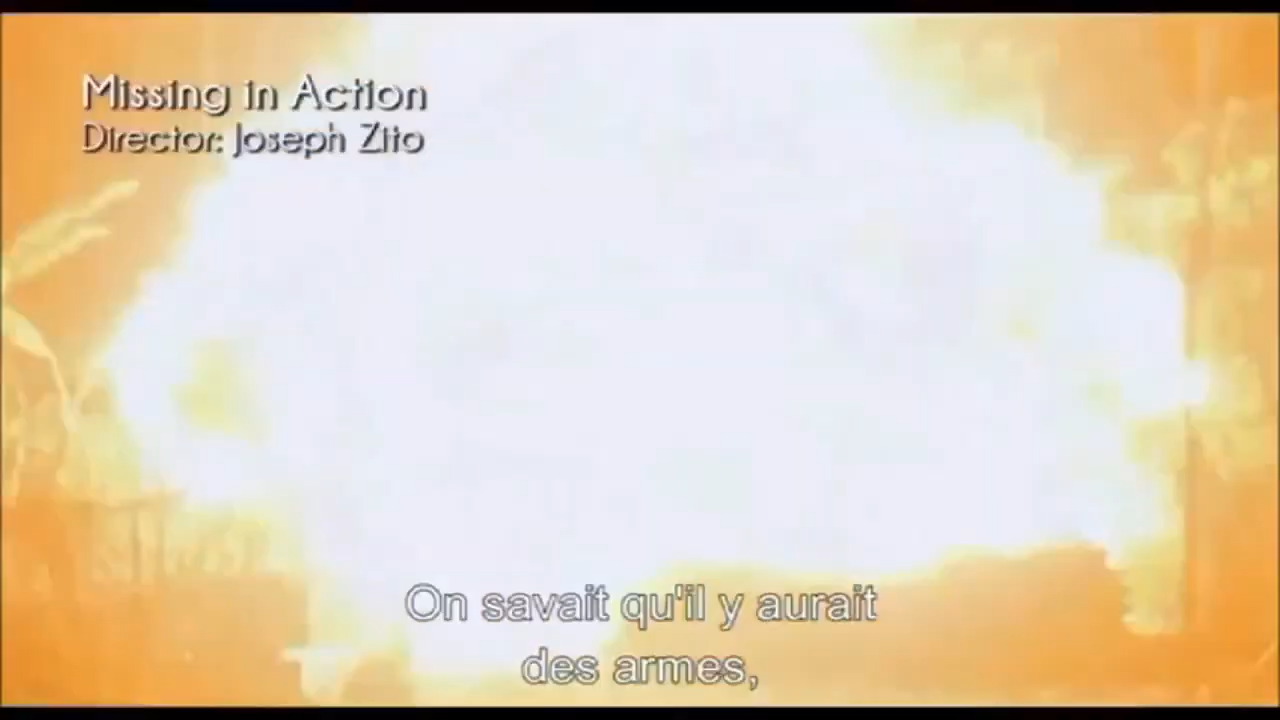 Missing in Action
Director: Joseph Zito
On savait qu'il y aurait
des armes,